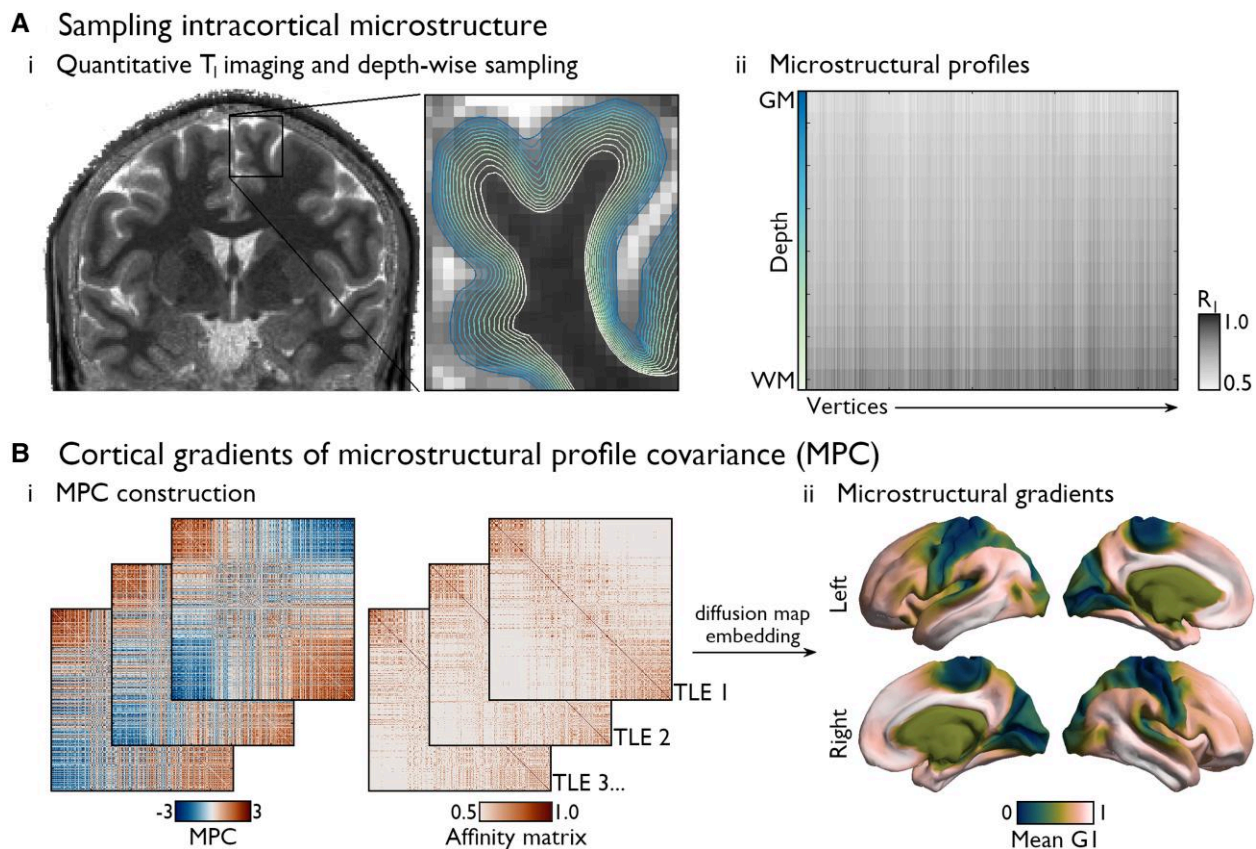 A Sampling intracortical microstructure
i Quantitative T₁ imaging and depth-wise sampling
ii Microstructural profiles
GM
Depth
WM
Vertices
R₁
1.0
0.5
B Cortical gradients of microstructural profile covariance (MPC)
i MPC construction
TLE 1
TLE 2
TLE 3...
-3 3
MPC
0.5 1.0
Affinity matrix
diffusion map
embedding
ii Microstructural gradients
Left
Right
0 1
Mean G1